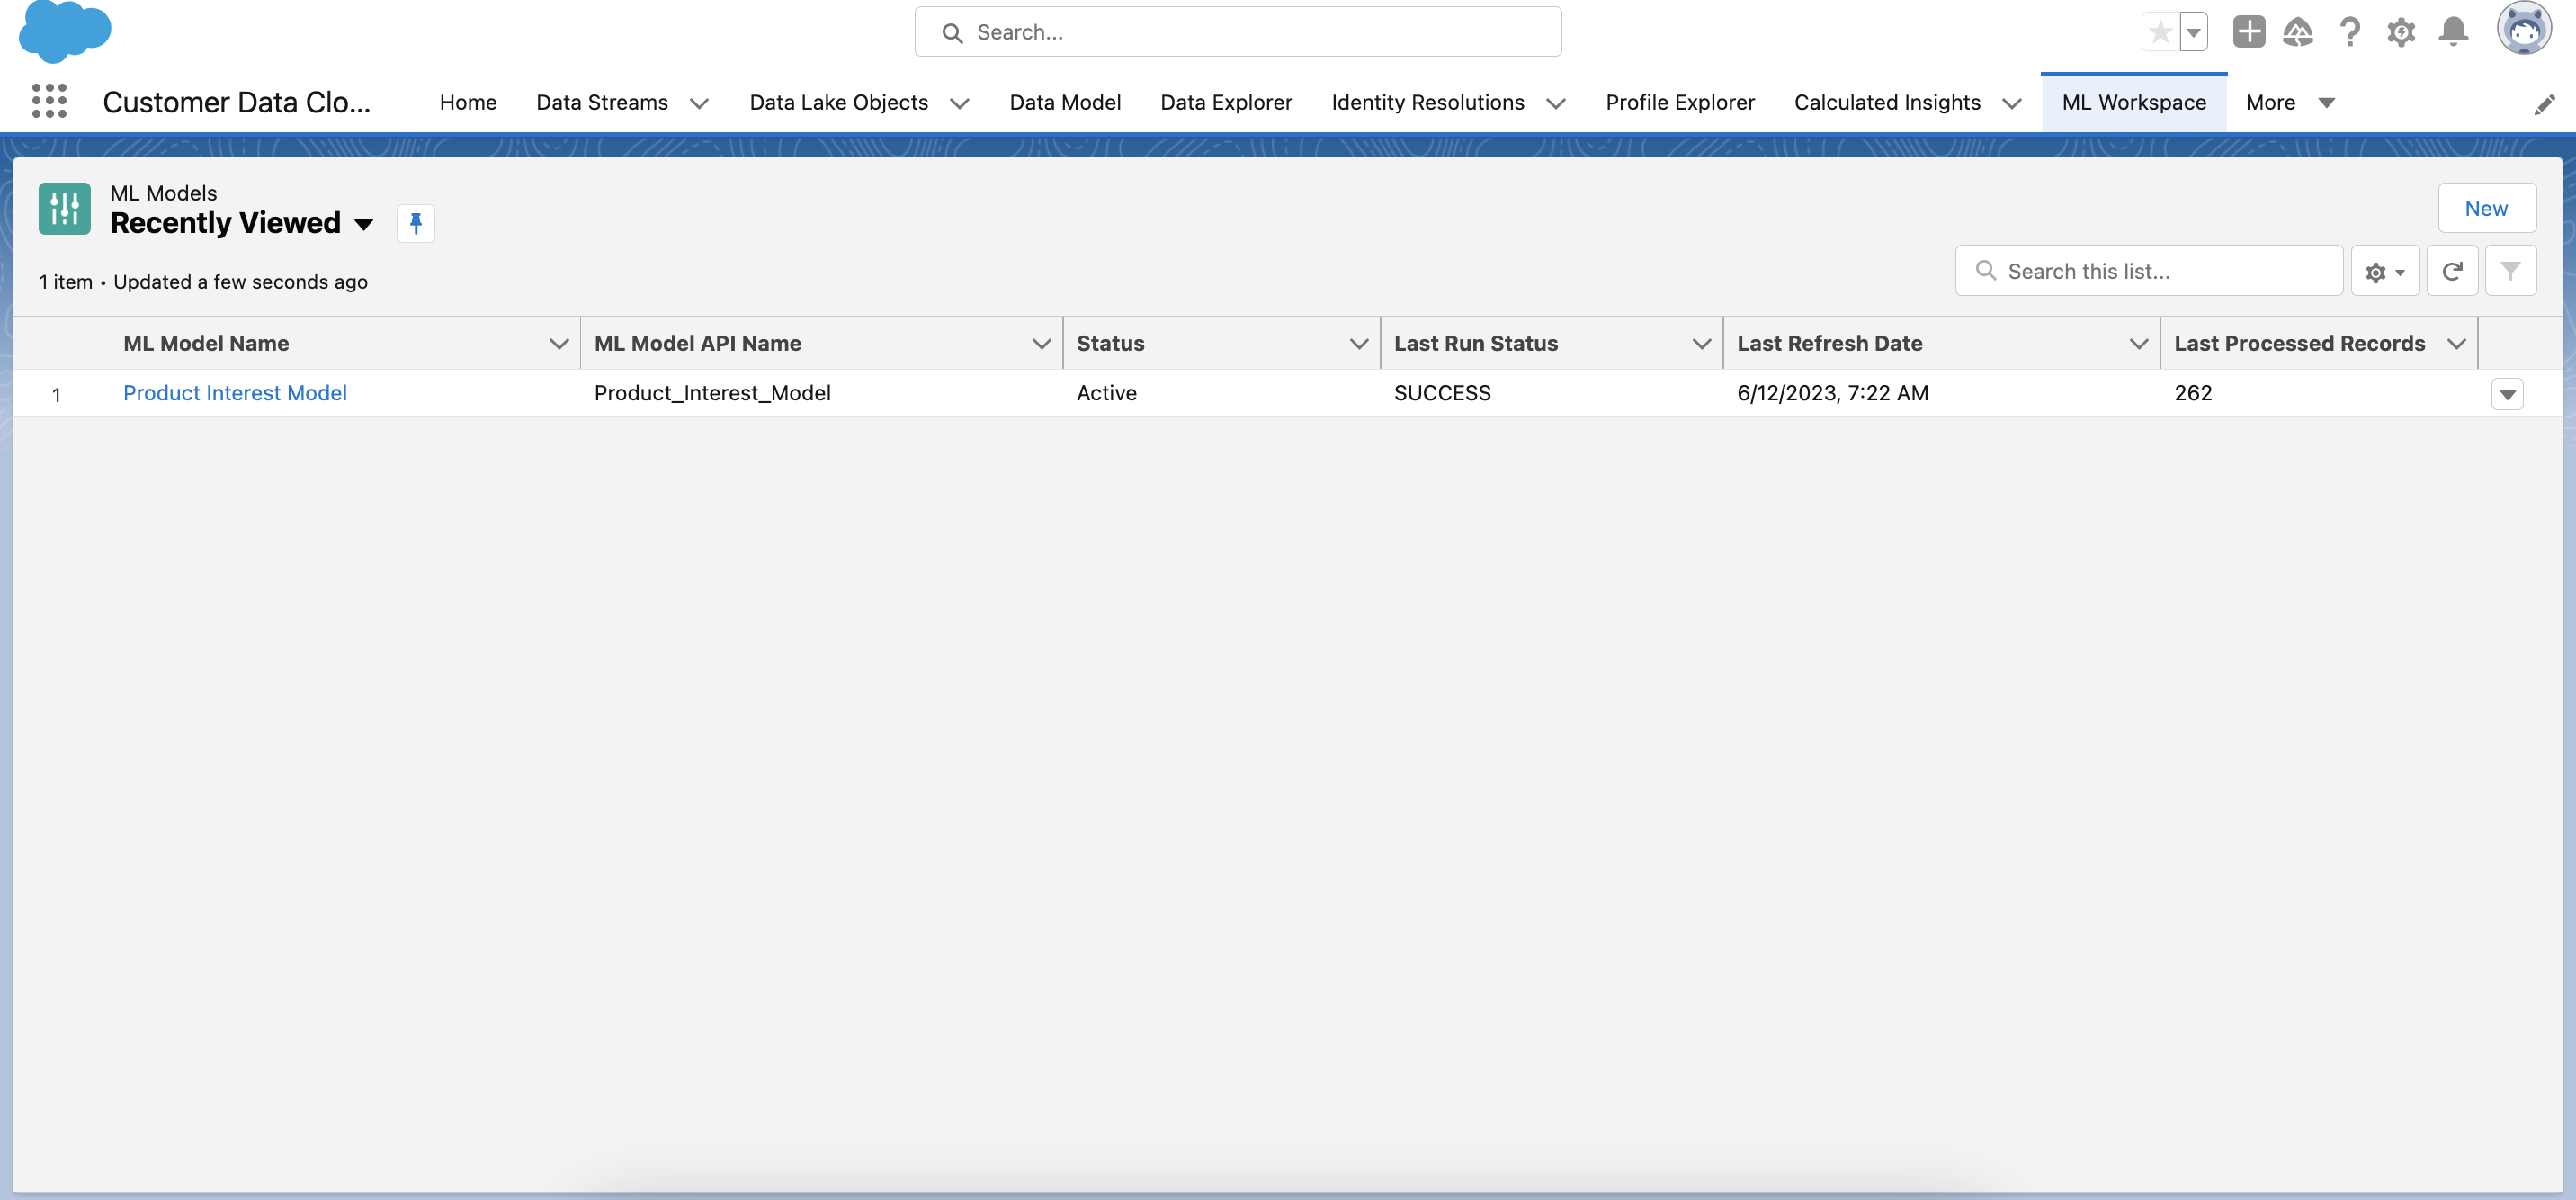 Search...
Customer Data Clo...
Home
Data Streams
Data Lake Objects
Data Model
Data Explorer
Identity Resolutions
Profile Explorer
Calculated Insights
ML Workspace
More
ML Models
Recently Viewed
New
1 item • Updated a few seconds ago
Search this list...
ML Model Name
ML Model API Name
Status
Last Run Status
Last Refresh Date
Last Processed Records
1
Product Interest Model
Product_Interest_Model
Active
SUCCESS
6/12/2023, 7:22 AM
262